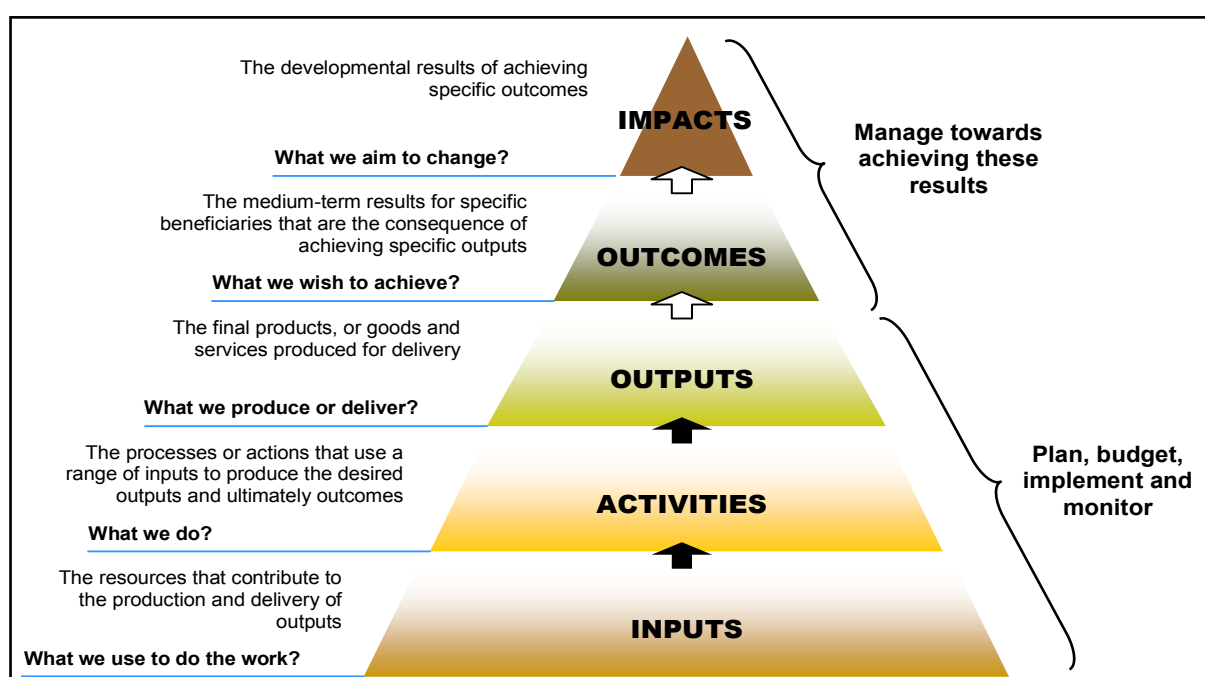 The developmental results of achieving
specific outcomes
IMPACTS
What we aim to change?
Manage towards
achieving these
results
The medium-term results for specific
beneficiaries that are the consequence of
achieving specific outputs
OUTCOMES
What we wish to achieve?
The final products, or goods and
services produced for delivery
OUTPUTS
What we produce or deliver?
The processes or actions that use a
range of inputs to produce the desired
outputs and ultimately outcomes
ACTIVITIES
What we do?
Plan, budget,
implement and
monitor
The resources that contribute to
the production and delivery of
outputs
INPUTS
What we use to do the work?